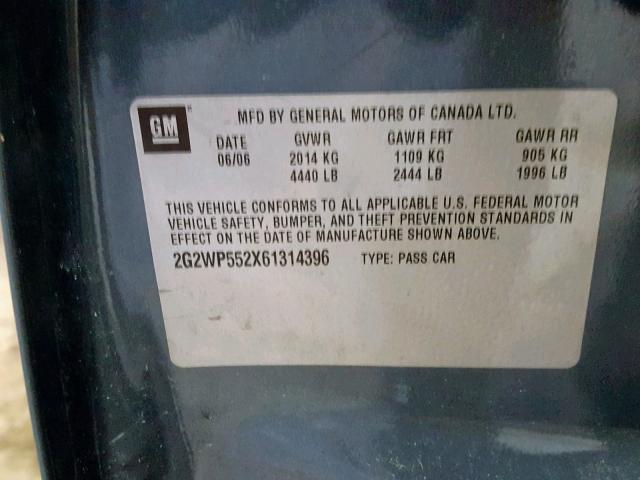 GM MFD BY GENERAL MOTORS OF CANADA LTD.
DATE GVWR GAWR FRT GAWR RR
06/06 2014 KG 1109 KG 905 KG
4440 LB 2444 LB 1996 LB
THIS VEHICLE CONFORMS TO ALL APPLICABLE U.S. FEDERAL MOTOR
VEHICLE SAFETY, BUMPER, AND THEFT PREVENTION STANDARDS IN
EFFECT ON THE DATE OF MANUFACTURE SHOWN ABOVE.
2G2WP552X61314396 TYPE: PASS CAR